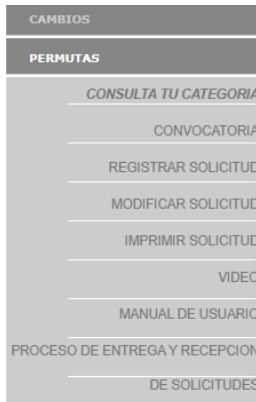 CAMBIOS
PERMUTAS
CONSULTA TU CATEGORIA
CONVOCATORIA
REGISTRAR SOLICITUD
MODIFICAR SOLICITUD
IMPRIMIR SOLICITUD
VIDEO
MANUAL DE USUARIO
PROCESO DE ENTREGA Y RECEPCION
DE SOLICITUDES